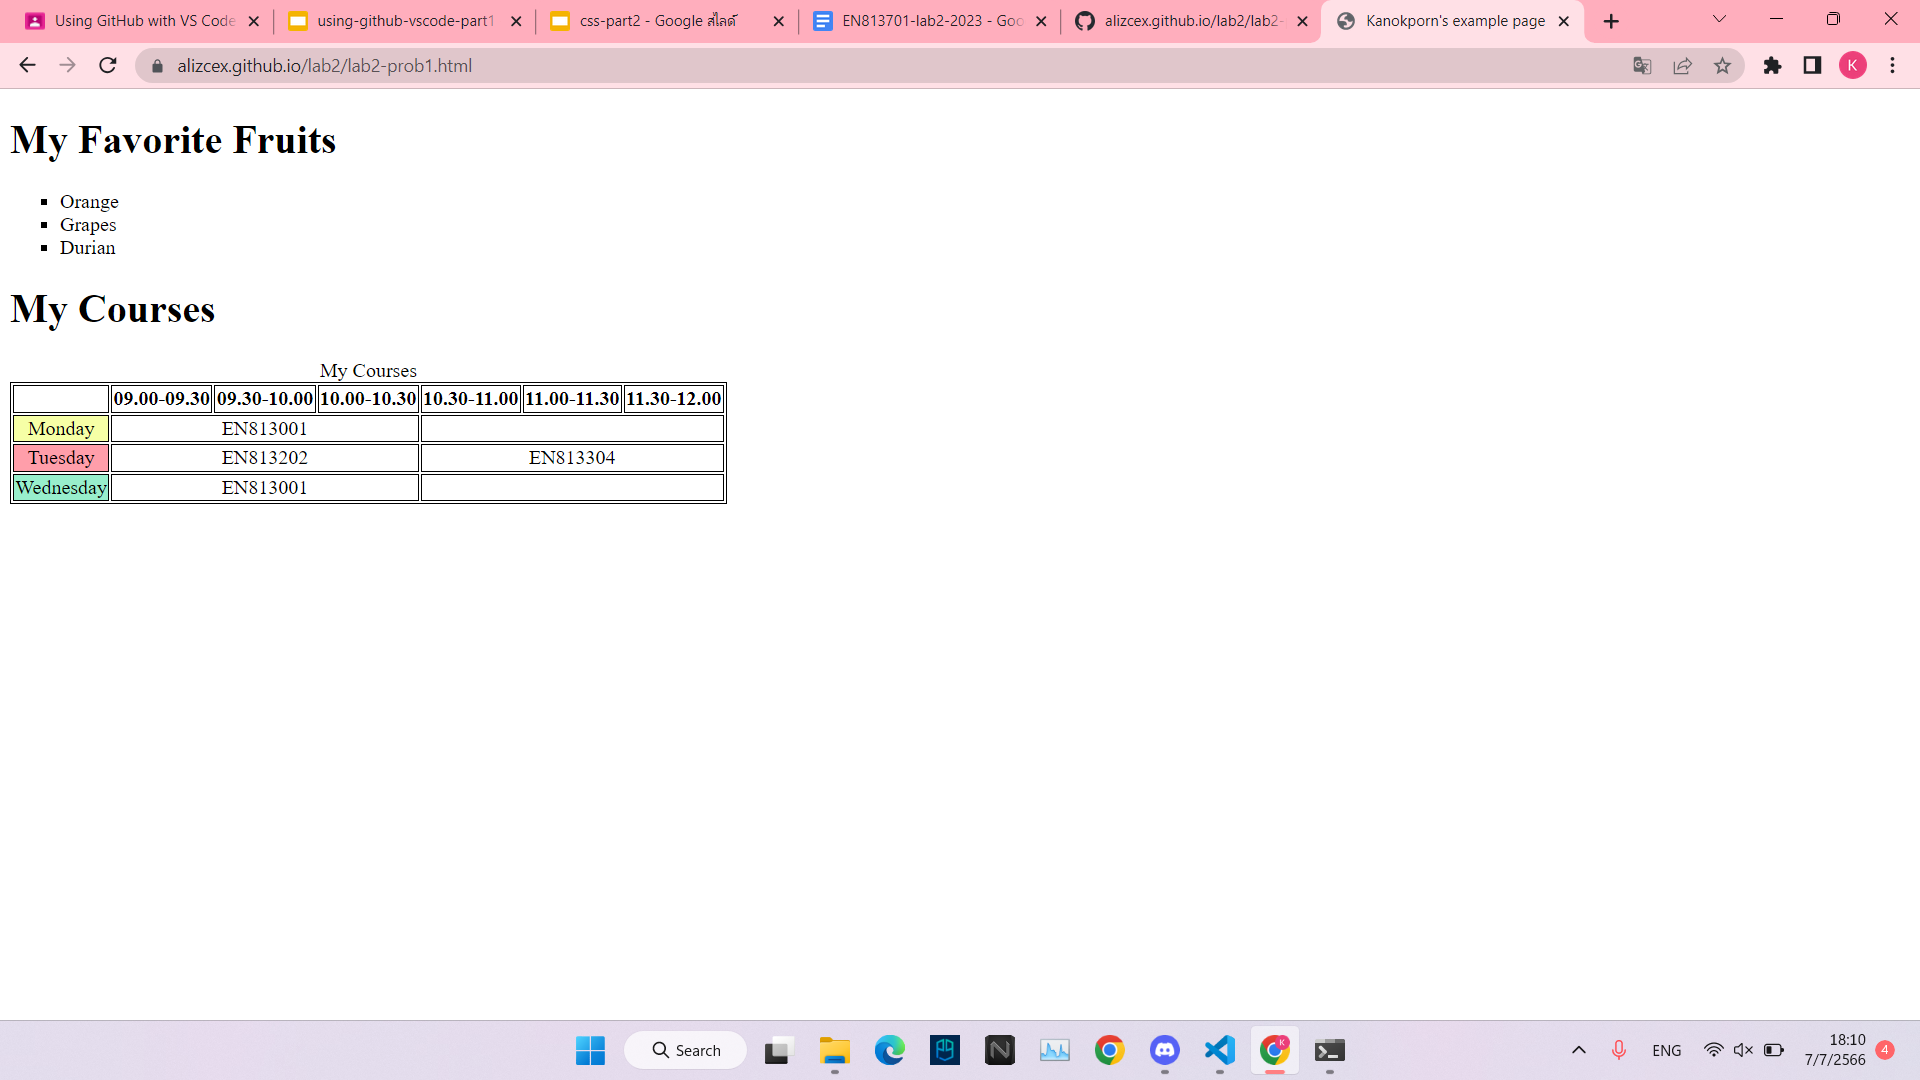 Using GitHub with VS Code
using-github-vscode-part1
css-part2 - Google สไลด์
EN813701-lab2-2023 - Goo
alizcex.github.io/lab2/lab2-
Kanokporn's example page
alizcex.github.io/lab2/lab2-prob1.html
K
My Favorite Fruits
Orange
Grapes
Durian
My Courses
My Courses
09.00-09.30 09.30-10.00 10.00-10.30 10.30-11.00 11.00-11.30 11.30-12.00
Monday EN813001
Tuesday EN813202 EN813304
Wednesday EN813001
Search
K
ENG
18:10
7/7/2566
4